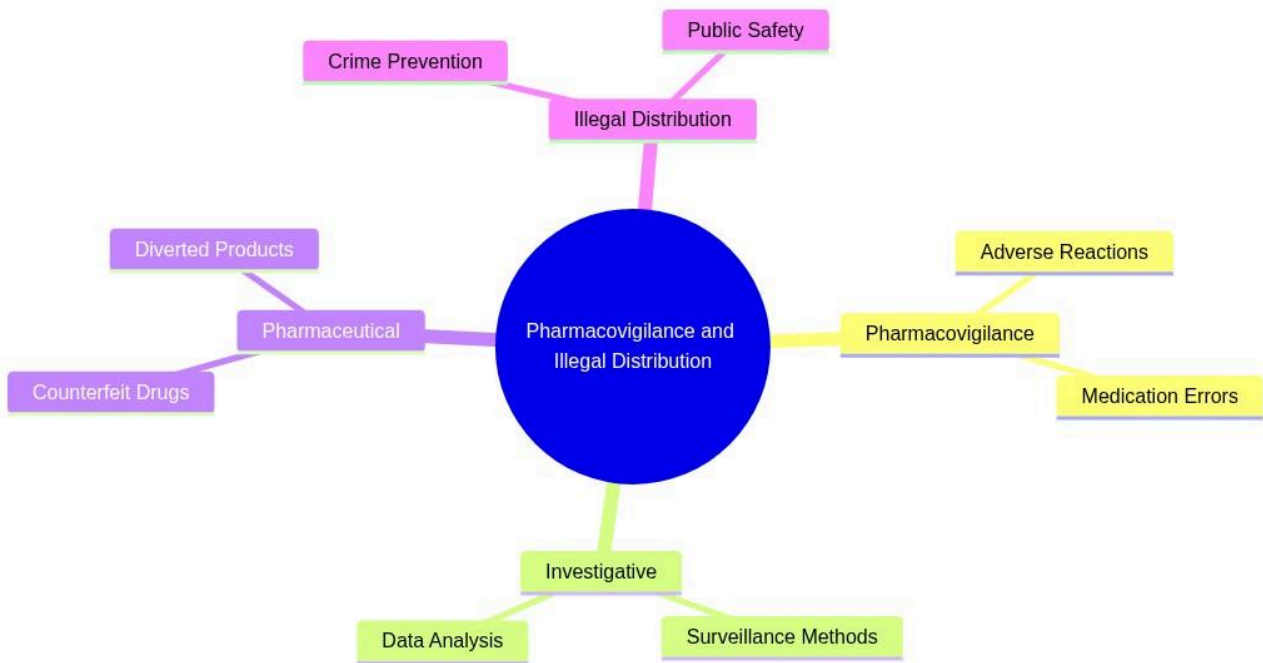 Public Safety
Crime Prevention
Illegal Distribution
Diverted Products
Adverse Reactions
Pharmaceutical
Pharmacovigilance and
Illegal Distribution
Pharmacovigilance
Counterfeit Drugs
Medication Errors
Investigative
Data Analysis
Surveillance Methods